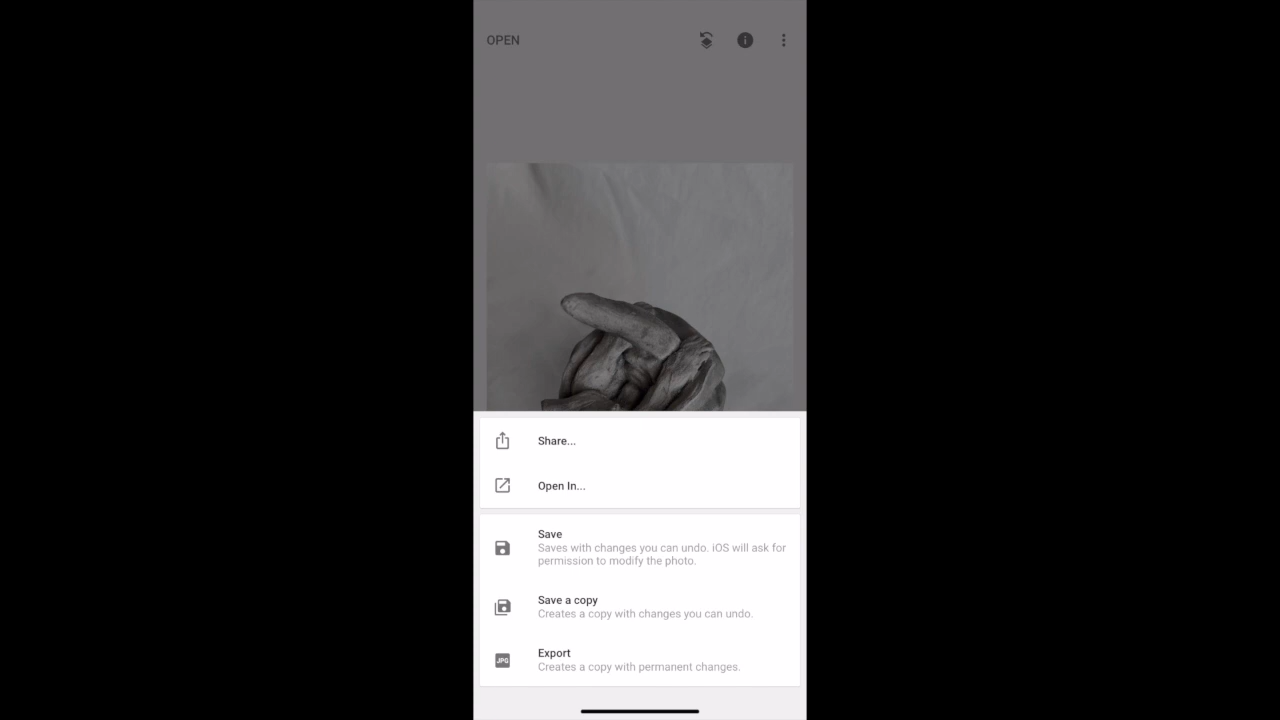 OPEN
Share...
Open In...
Save
Saves with changes you can undo. iOS will ask for
permission to modify the photo.
Save a copy
Creates a copy with changes you can undo.
JPG
Export
Creates a copy with permanent changes.